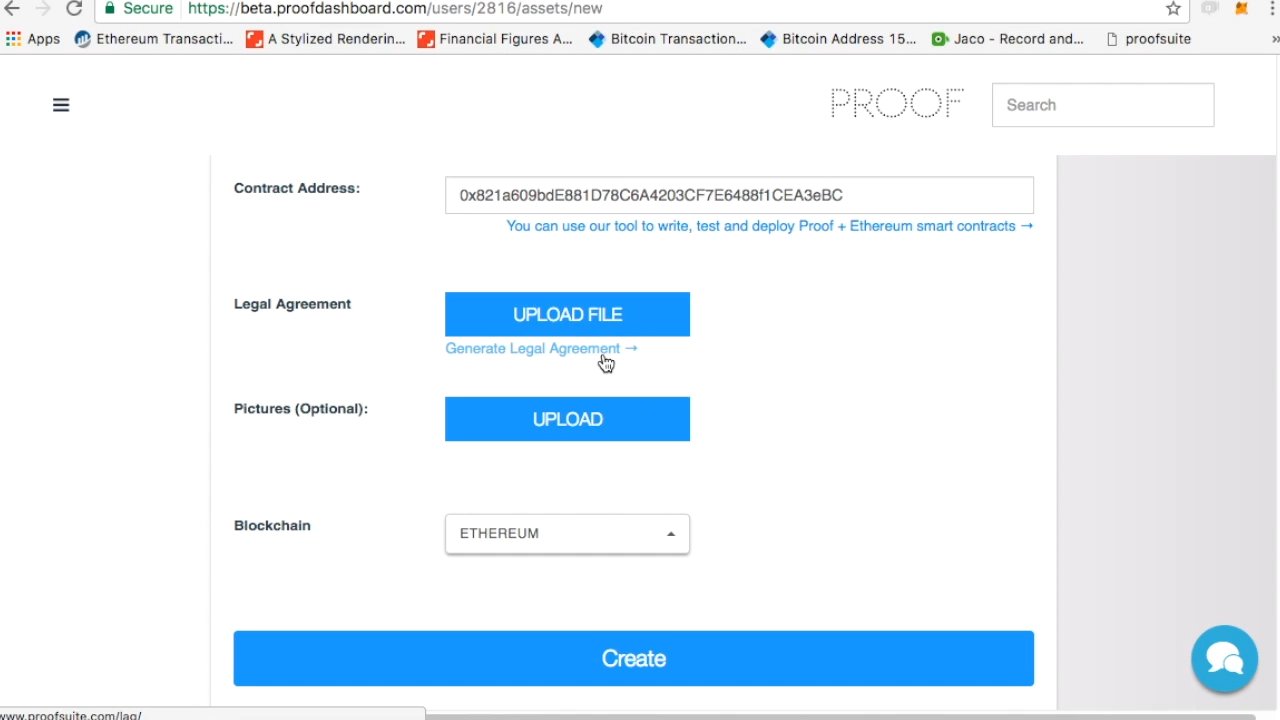 Secure https://beta.proofdashboard.com/users/2816/assets/new
Apps Ethereum Transacti... A Stylized Renderin... Financial Figures A... Bitcoin Transaction... Bitcoin Address 15... Jaco - Record and... proofsuite »
PROOF Search
Contract Address: 0x821a609bdE881D78C6A4203CF7E6488f1CEA3eBC
You can use our tool to write, test and deploy Proof + Ethereum smart contracts →
Legal Agreement UPLOAD FILE
Generate Legal Agreement →
Pictures (Optional): UPLOAD
Blockchain ETHEREUM
Create
www.proofsuite.com/lag/